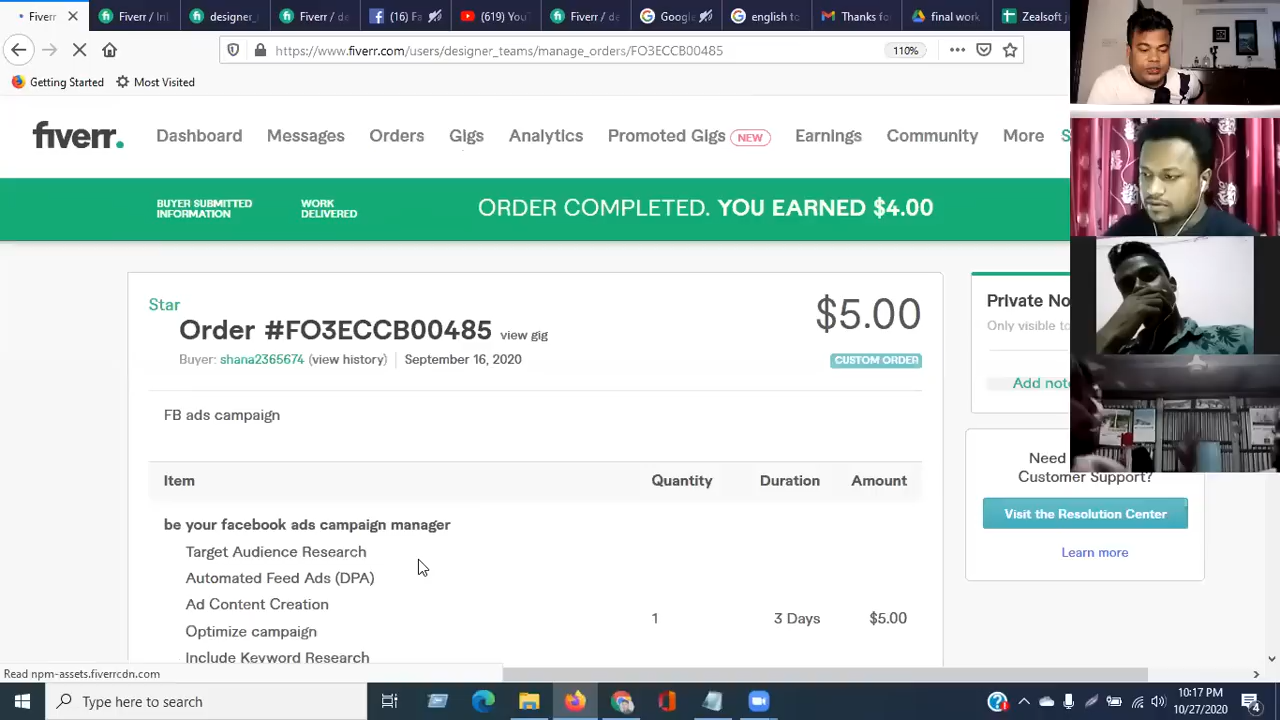 Fiverr
Fiverr / Inl
designer_
Fiverr / de
(16) Fa
(619) You
Fiverr / de
Google
english to
Thanks fo
final work
Zealsoft
https://www.fiverr.com/users/designer_teams/manage_orders/FO3ECCB00485
110%
Getting Started
Most Visited
fiverr.
Dashboard
Messages
Orders
Gigs
Analytics
Promoted Gigs
NEW
Earnings
Community
More
BUYER SUBMITTED
INFORMATION
WORK
DELIVERED
ORDER COMPLETED. YOU EARNED $4.00
Star
Order #FO3ECCB00485 view gig
$5.00
Buyer: shana2365674 (view history) | September 16, 2020
CUSTOM ORDER
FB ads campaign
Item Quantity Duration Amount
be your facebook ads campaign manager
Target Audience Research
Automated Feed Ads (DPA)
Ad Content Creation
Optimize campaign
Include Keyword Research
1 3 Days $5.00
Private No
Only visible to
Add note
Need
Customer Support?
Visit the Resolution Center
Learn more
Read npm-assets.fiverrcdn.com
Type here to search
10:17 PM
10/27/2020
4